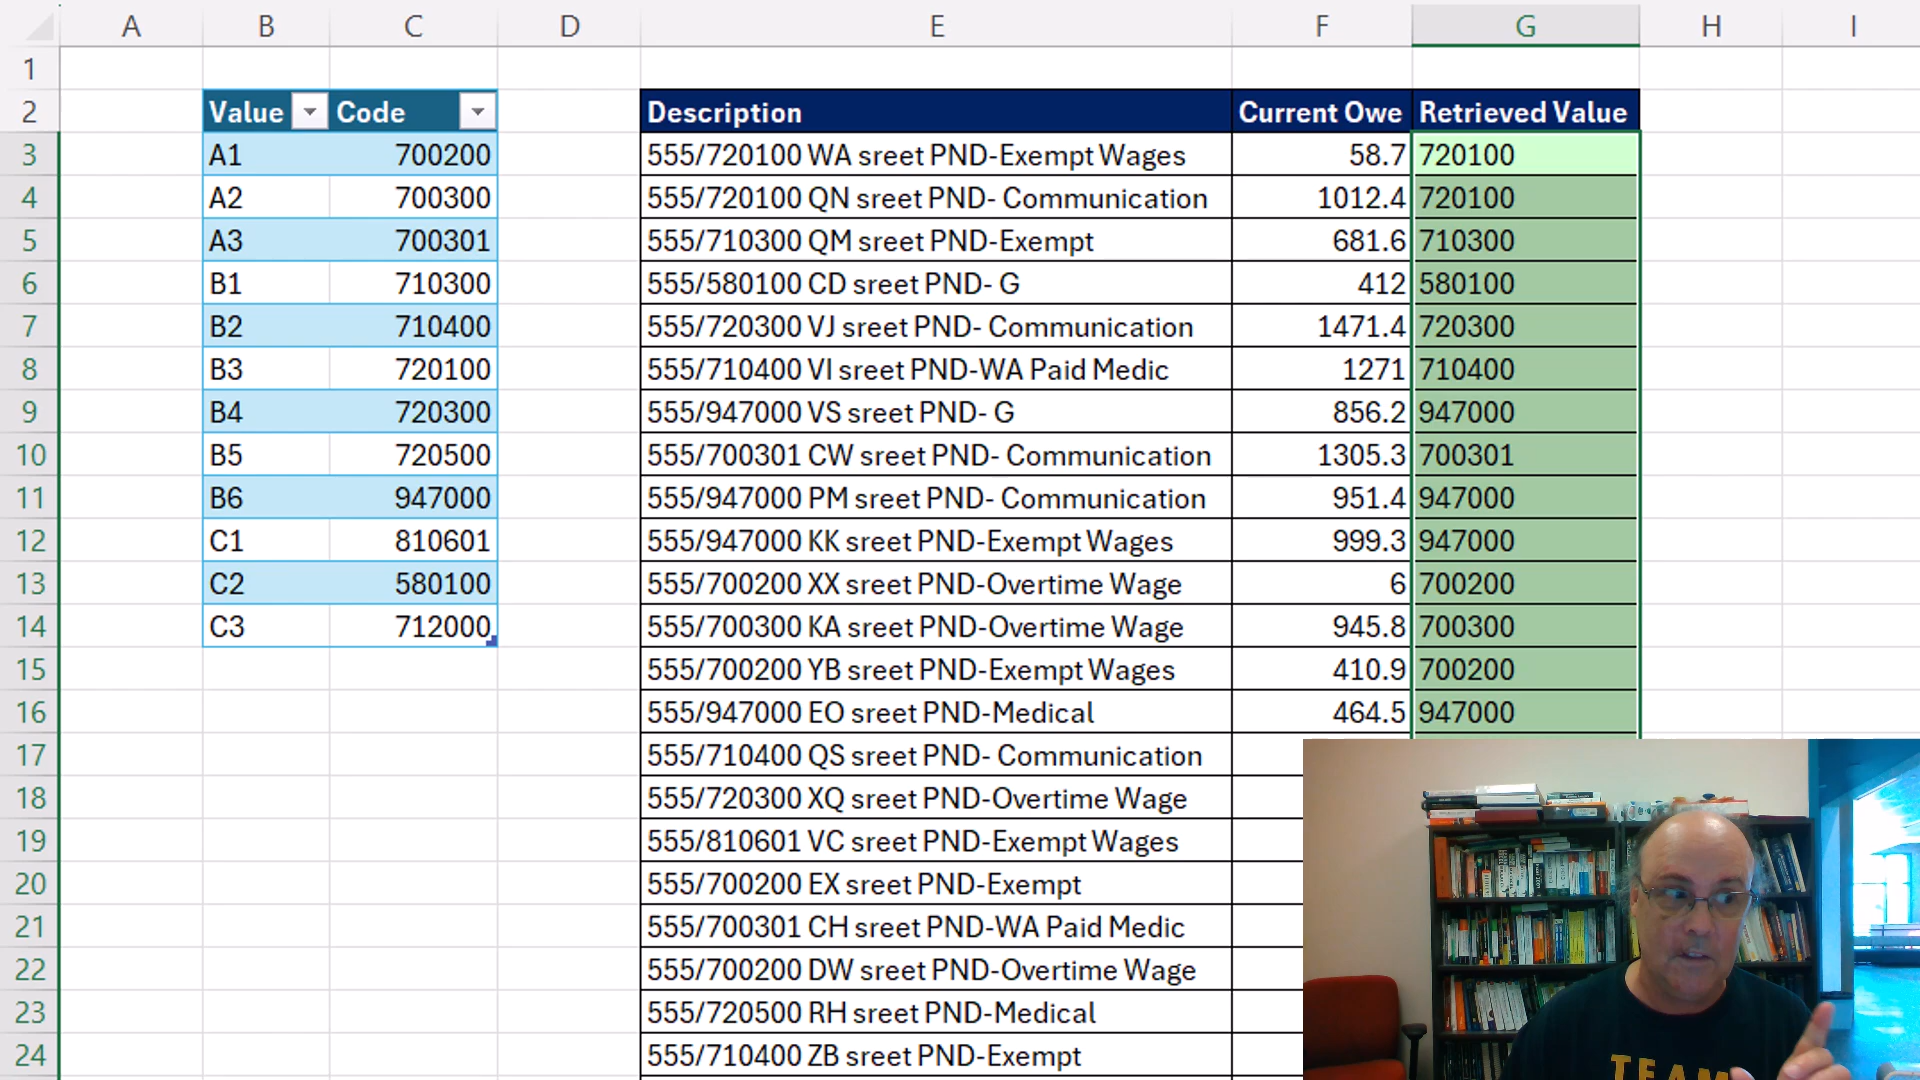 A B C D E F G H I
1
2 Value Code Description Current Owe Retrieved Value
3 A1 700200 555/720100 WA sreet PND-Exempt Wages 58.7 720100
4 A2 700300 555/720100 QN sreet PND- Communication 1012.4 720100
5 A3 700301 555/710300 QM sreet PND-Exempt 681.6 710300
6 B1 710300 555/580100 CD sreet PND- G 412 580100
7 B2 710400 555/720300 VJ sreet PND- Communication 1471.4 720300
8 B3 720100 555/710400 VI sreet PND-WA Paid Medic 1271 710400
9 B4 720300 555/947000 VS sreet PND- G 856.2 947000
10 B5 720500 555/700301 CW sreet PND- Communication 1305.3 700301
11 B6 947000 555/947000 PM sreet PND- Communication 951.4 947000
12 C1 810601 555/947000 KK sreet PND-Exempt Wages 999.3 947000
13 C2 580100 555/700200 XX sreet PND-Overtime Wage 6 700200
14 C3 712000 555/700300 KA sreet PND-Overtime Wage 945.8 700300
15 555/700200 YB sreet PND-Exempt Wages 410.9 700200
16 555/947000 EO sreet PND-Medical 464.5 947000
17 555/710400 QS sreet PND- Communication
18 555/720300 XQ sreet PND-Overtime Wage
19 555/810601 VC sreet PND-Exempt Wages
20 555/700200 EX sreet PND-Exempt
21 555/700301 CH sreet PND-WA Paid Medic
22 555/700200 DW sreet PND-Overtime Wage
23 555/720500 RH sreet PND-Medical
24 555/710400 ZB sreet PND-Exempt
TEAM